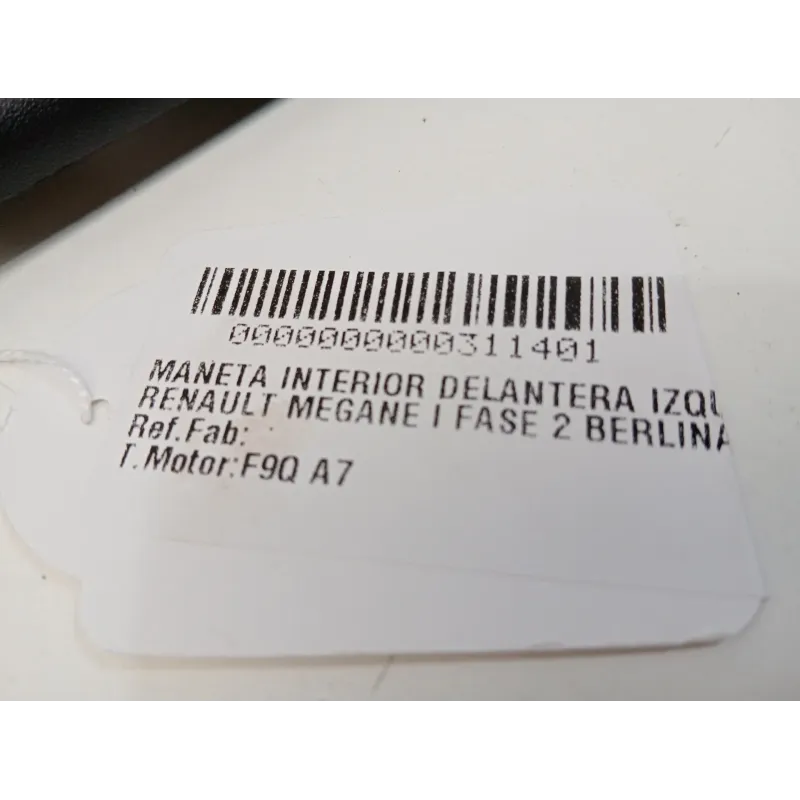 0000000000311401
MANETA INTERIOR DELANTERA IZQU
RENAULT MEGANE I FASE 2 BERLINA
Ref.Fab:
T.Motor:F9Q A7